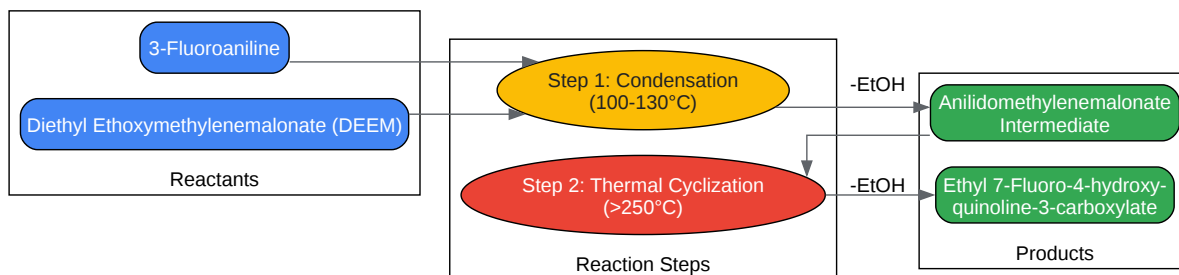 3-Fluoroaniline
Diethyl Ethoxymethylenemalonate (DEEM)
Reactants
Step 1: Condensation
(100-130°C)
Step 2: Thermal Cyclization
(>250°C)
Reaction Steps
-EtOH
-EtOH
Anilidomethylenemalonate
Intermediate
Ethyl 7-Fluoro-4-hydroxy-
quinoline-3-carboxylate
Products